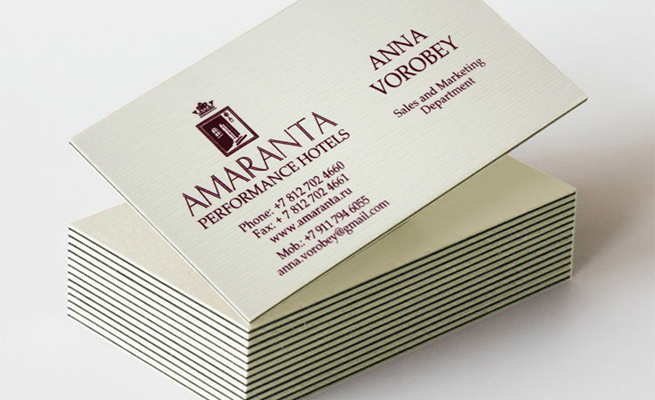 ANNA
VOROBEY
Sales and Marketing
Department
AMARANTA
PERFORMANCE HOTELS
Phone: +7 812 702 4660
Fax: + 7 812 702 4661
www.amaranta.ru
Mob.: +7 911 794 6055
anna.vorobey@gmail.com